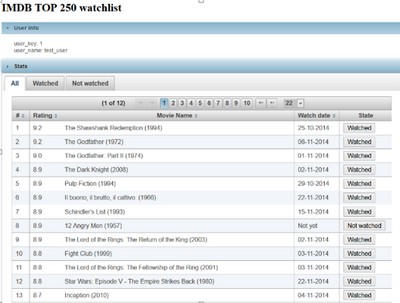 IMDB TOP 250 watchlist
User info
user_key: 1
user_name: test_user
Stats
All Watched Not watched
(1 of 12) 1 2 3 4 5 6 7 8 9 10 22
# Rating Movie Name Watch date State
1 9.2 The Shawshank Redemption (1994) 25-10-2014 Watched
2 9.2 The Godfather (1972) 06-11-2014 Watched
3 9.0 The Godfather: Part II (1974) 01-11-2014 Watched
4 8.9 The Dark Knight (2008) 02-11-2014 Watched
5 8.9 Pulp Fiction (1994) 29-10-2014 Watched
6 8.9 Il buono, il brutto, il cattivo. (1966) 22-11-2014 Watched
7 8.9 Schindler's List (1993) 15-11-2014 Watched
8 8.9 12 Angry Men (1957) Not yet Not watched
9 8.9 The Lord of the Rings: The Return of the King (2003) 02-11-2014 Watched
10 8.8 Fight Club (1999) 03-11-2014 Watched
11 8.8 The Lord of the Rings: The Fellowship of the Ring (2001) 03-11-2014 Watched
12 8.8 Star Wars: Episode V - The Empire Strikes Back (1980) 22-11-2014 Watched
13 8.8 Inception (2010) 04-11-2014 Watched